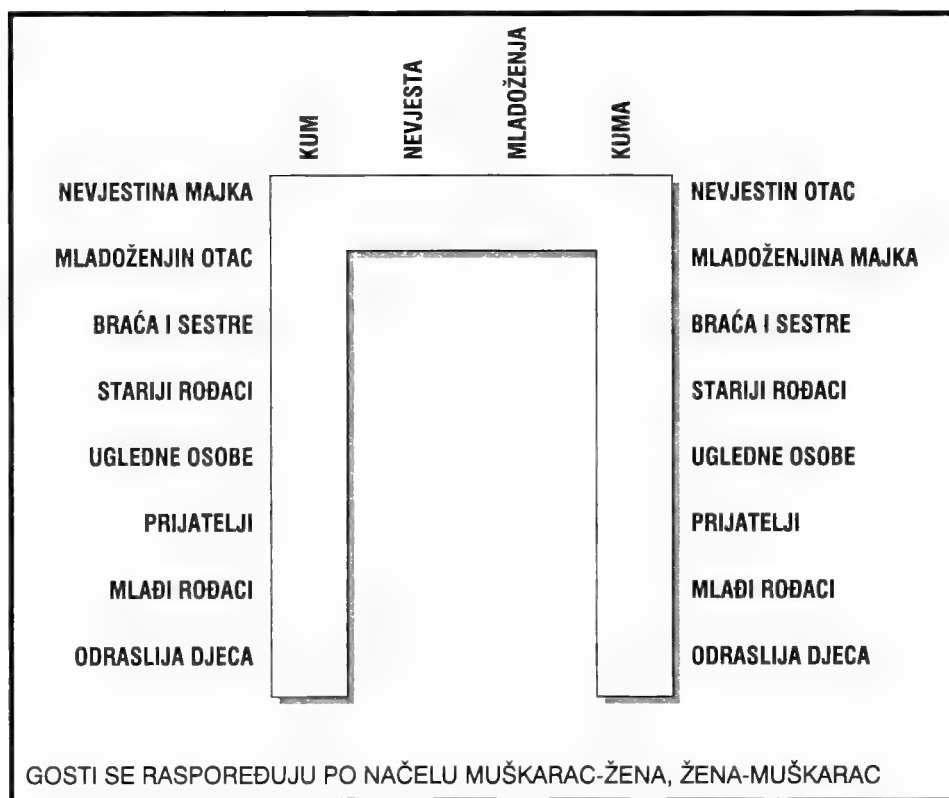 KUM
NEVJESTA
MLADOŽENJA
KUMA
NEVJESTINA MAJKA
NEVJESTIN OTAC
MLADOŽENJIN OTAC
MLADOŽENJINA MAJKA
BRAĆA I SESTRE
BRAĆA I SESTRE
STARIJI ROĐACI
STARIJI ROĐACI
UGLEDNE OSOBE
UGLEDNE OSOBE
PRIJATELJI
PRIJATELJI
MLAĐI ROĐACI
MLAĐI ROĐACI
ODRASLIJA DJECA
ODRASLIJA DJECA
GOSTI SE RASPOREĐUJU PO NAČELU MUŠKARAC-ŽENA, ŽENA-MUŠKARAC